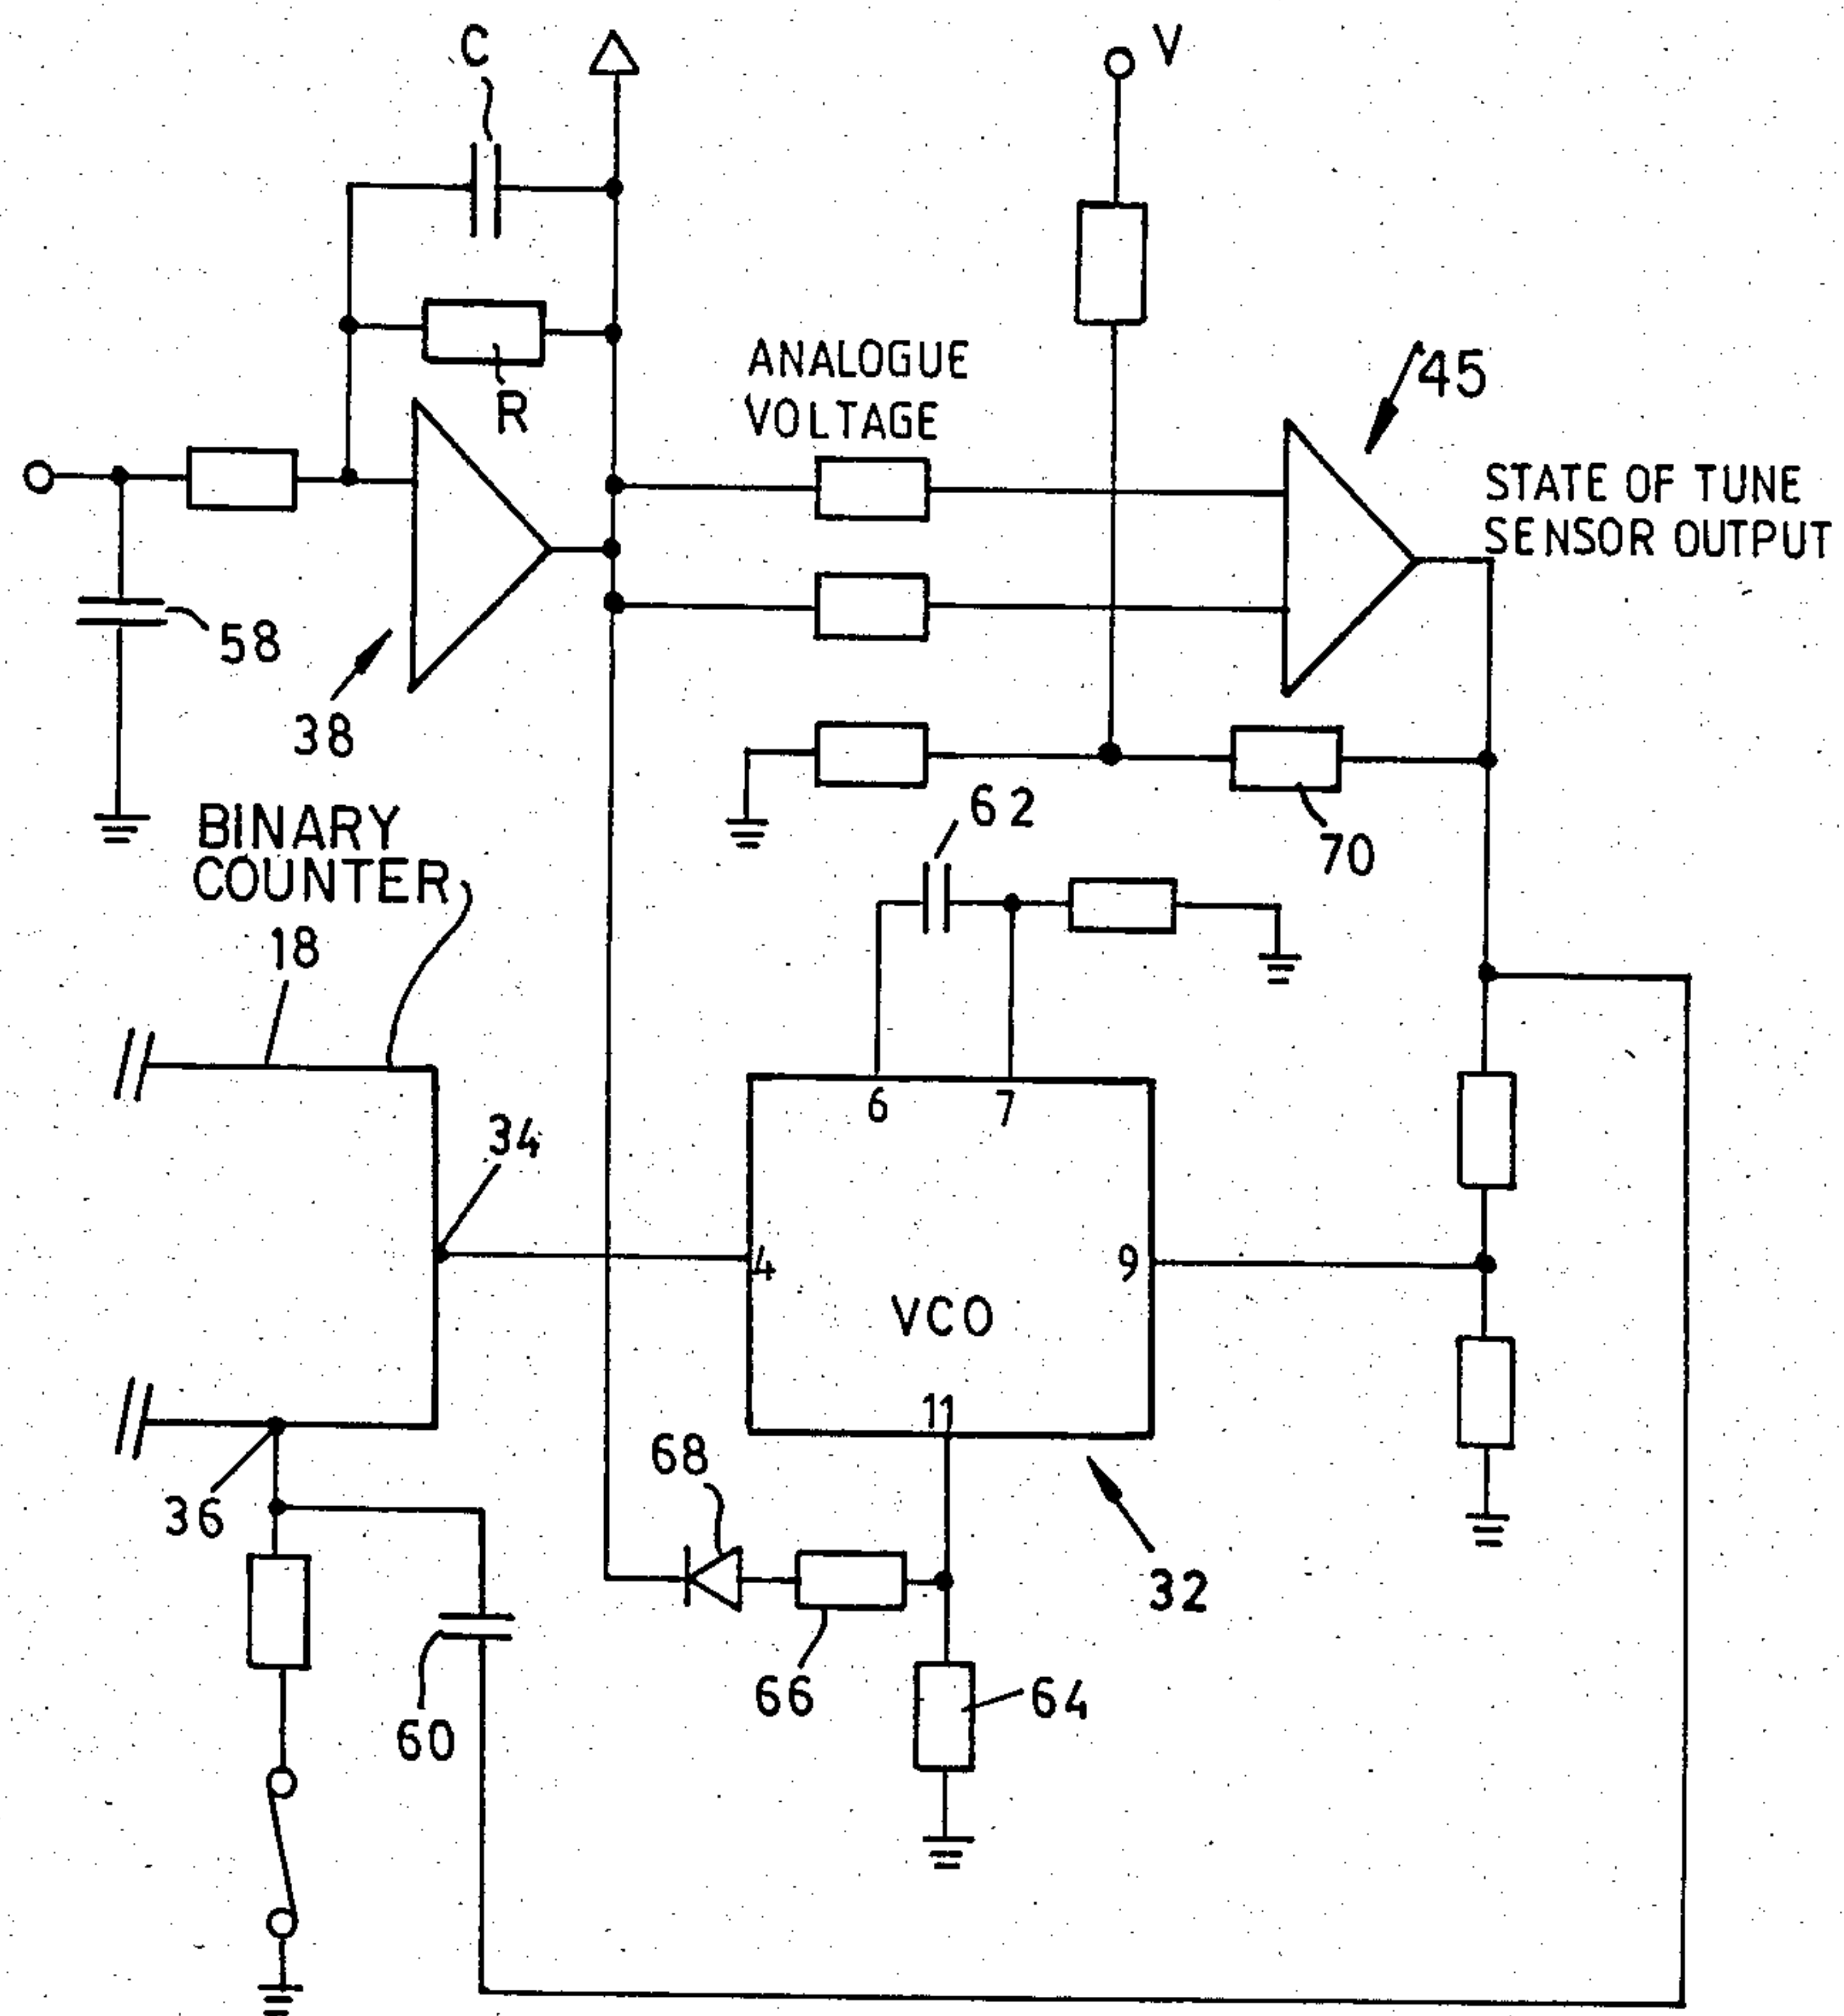 C
V
R
ANALOGUE
VOLTAGE
45
STATE OF TUNE
SENSOR OUTPUT
58
38
62
70
BINARY
COUNTER
18
6
7
34
4
9
VCO
11
68
36
32
66
64
60